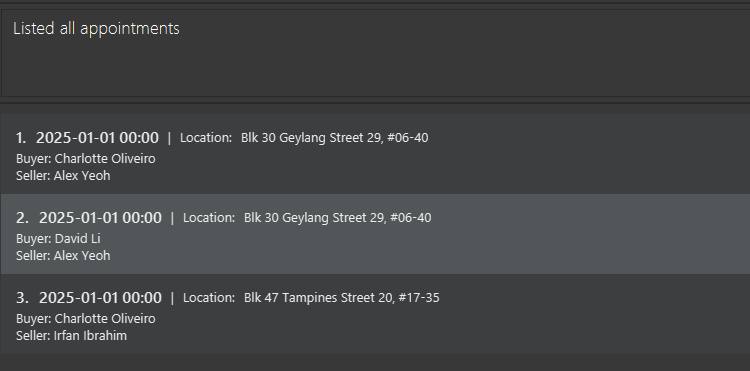 Listed all appointments
1. 2025-01-01 00:00 | Location: Blk 30 Geylang Street 29, #06-40
Buyer: Charlotte Oliveiro
Seller: Alex Yeoh
2. 2025-01-01 00:00 | Location: Blk 30 Geylang Street 29, #06-40
Buyer: David Li
Seller: Alex Yeoh
3. 2025-01-01 00:00 | Location: Blk 47 Tampines Street 20, #17-35
Buyer: Charlotte Oliveiro
Seller: Irfan Ibrahim